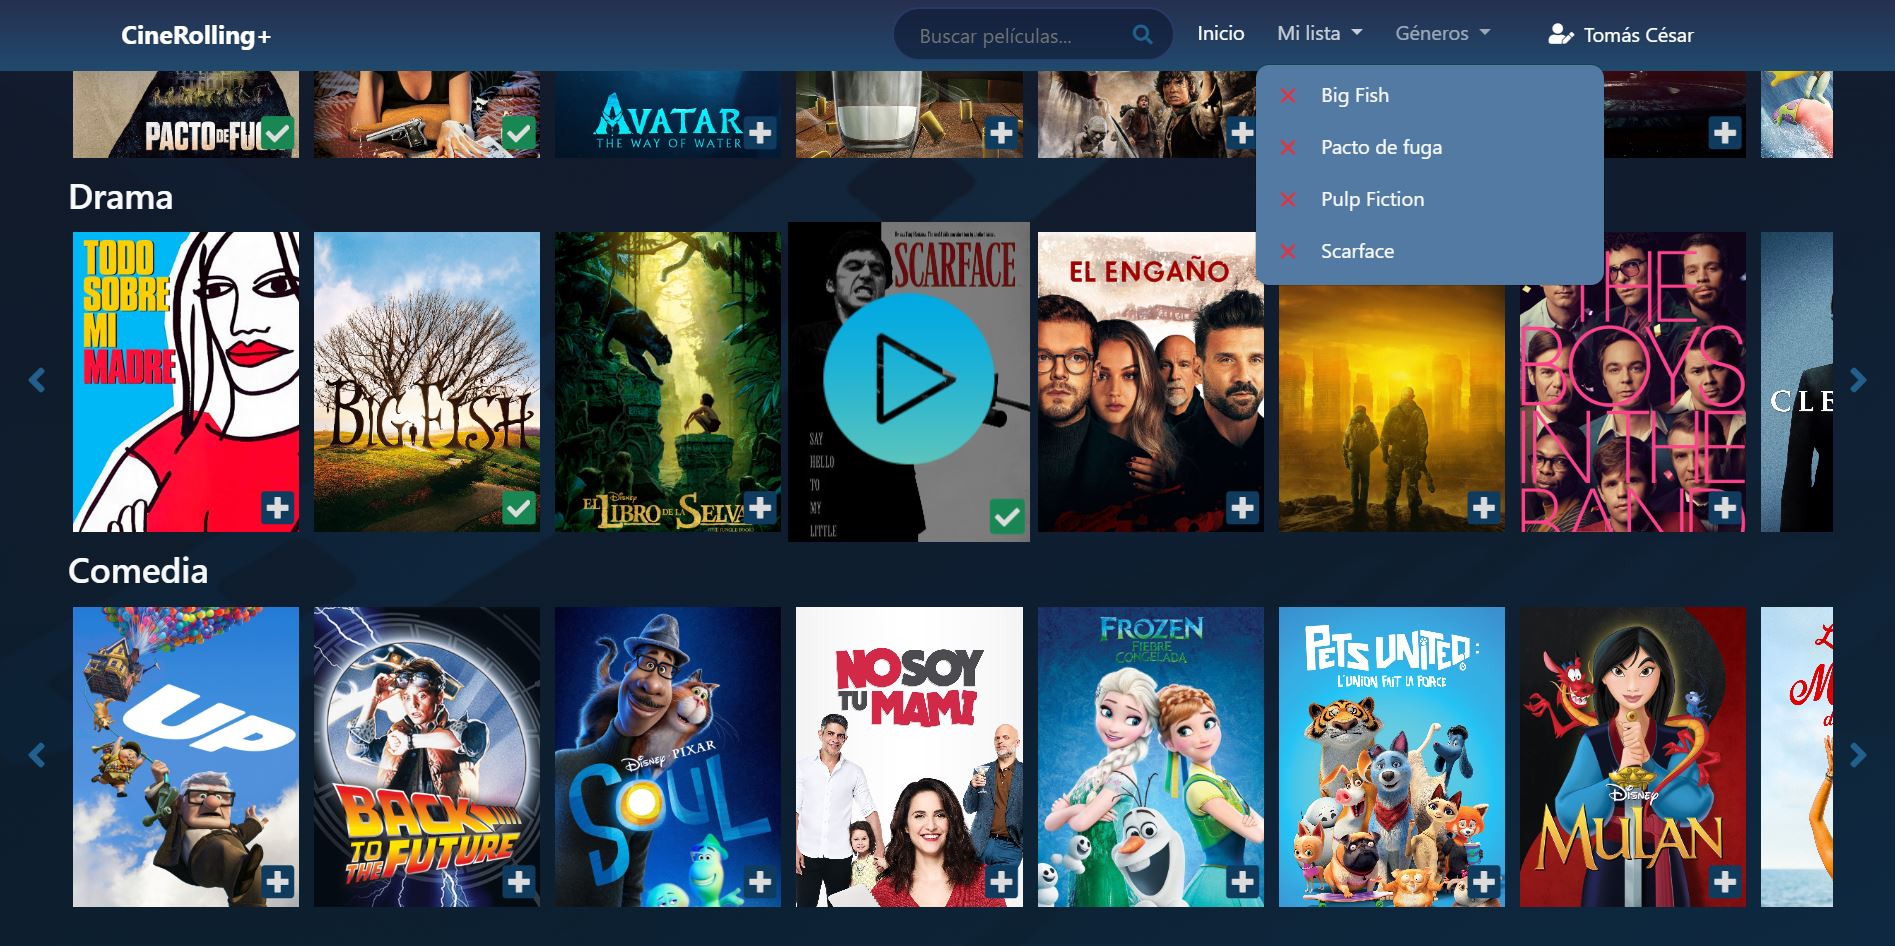 CineRolling+
Buscar películas...
Inicio
Mi lista
Géneros
Tomás César
Big Fish
Pacto de fuga
Pulp Fiction
Scarface
PACTO DE FU
AVATAR
THE WAY OF WATER
Drama
TODO
SOBRE
MI
MADRE
BIG FISH
Disney
EL LIBRO DE LA SELVA
SCARFACE
SAY
HELLO
TO
MY
LITTLE
EL ENGAÑO
THE
BOYS
IN THE
BAND
CLE
Comedia
UP
BACK
TO
THE FUTURE
Disney PIXAR
SOUL
NO SOY
TU MAMI
FROZEN
FIEBRE
CONGELADA
PETS UNITED:
L'UNION FAIT LA FORCE
Disney
MULAN